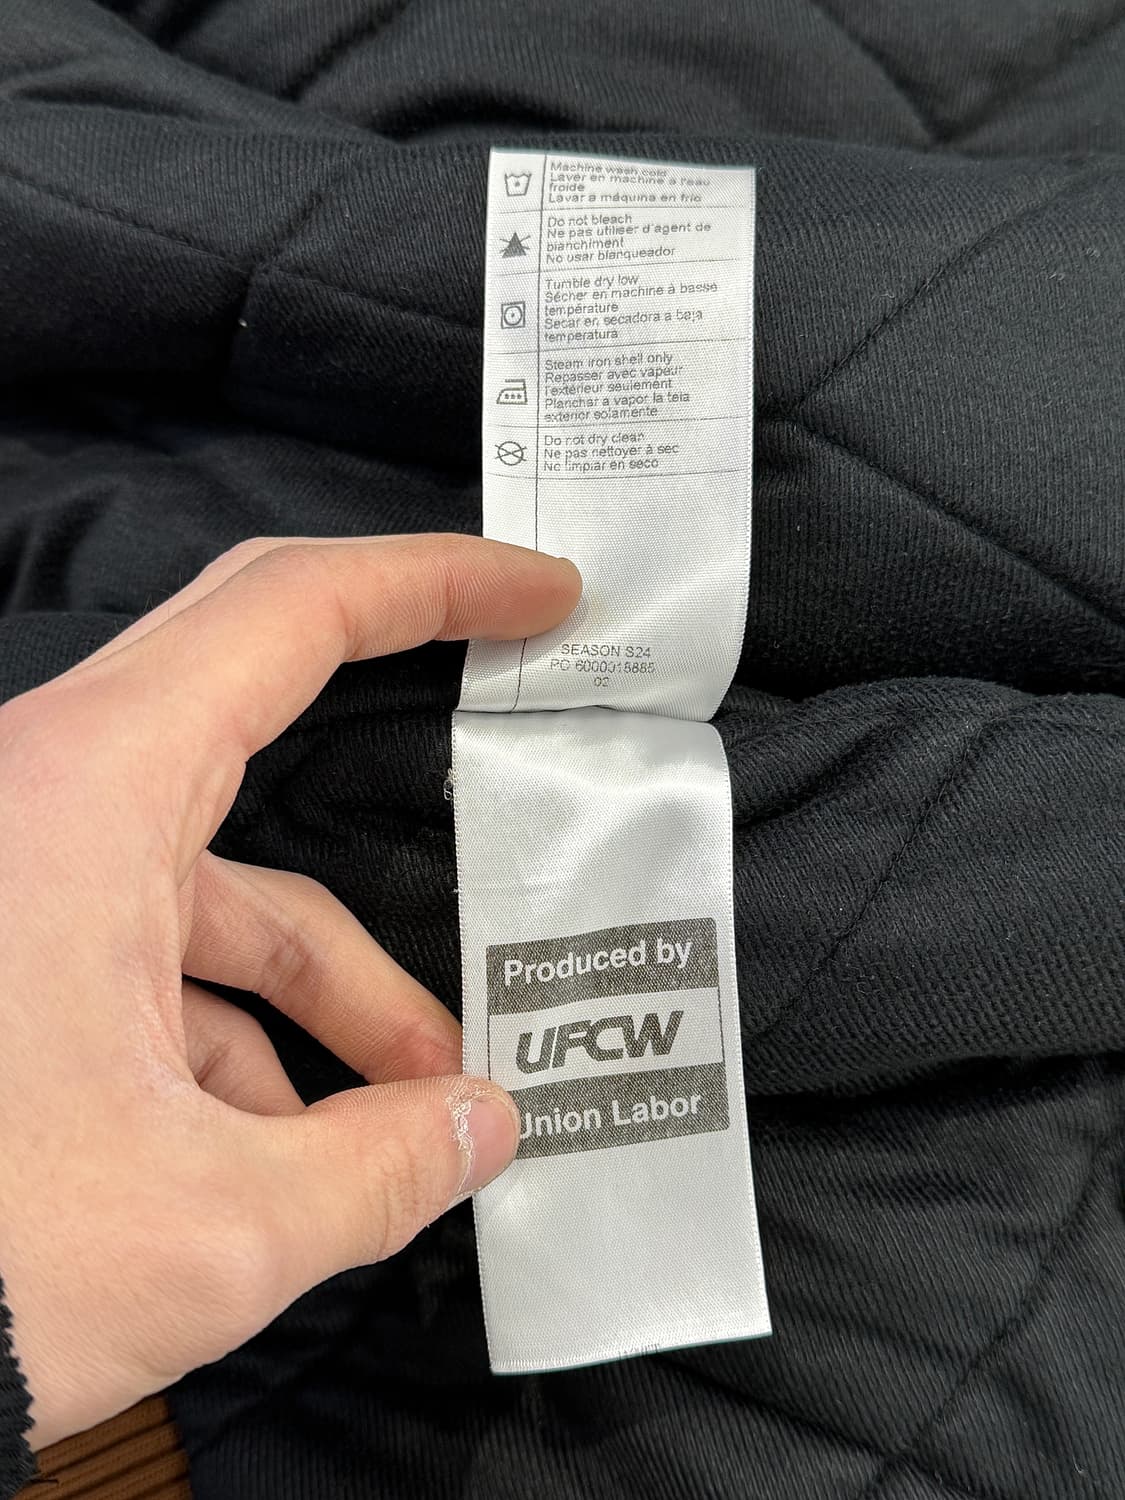 Machine wash cold
Laver en machine à l'eau
froide
Lavar a máquina en frío
Do not bleach
Ne pas utiliser d'agent de
blanchiment
No usar blanqueador
Tumble dry low
Sécher en machine à basse
température
Secar en secadora a baja
temperatura
Steam iron shell only
Repasser avec vapeur
l'extérieur seulement
Planchar a vapor la tela
exterior solamente
Do not dry clean
Ne pas nettoyer à sec
No limpiar en seco
SEASON S24
PO 6000018885
02
Produced by
UFCW
Union Labor